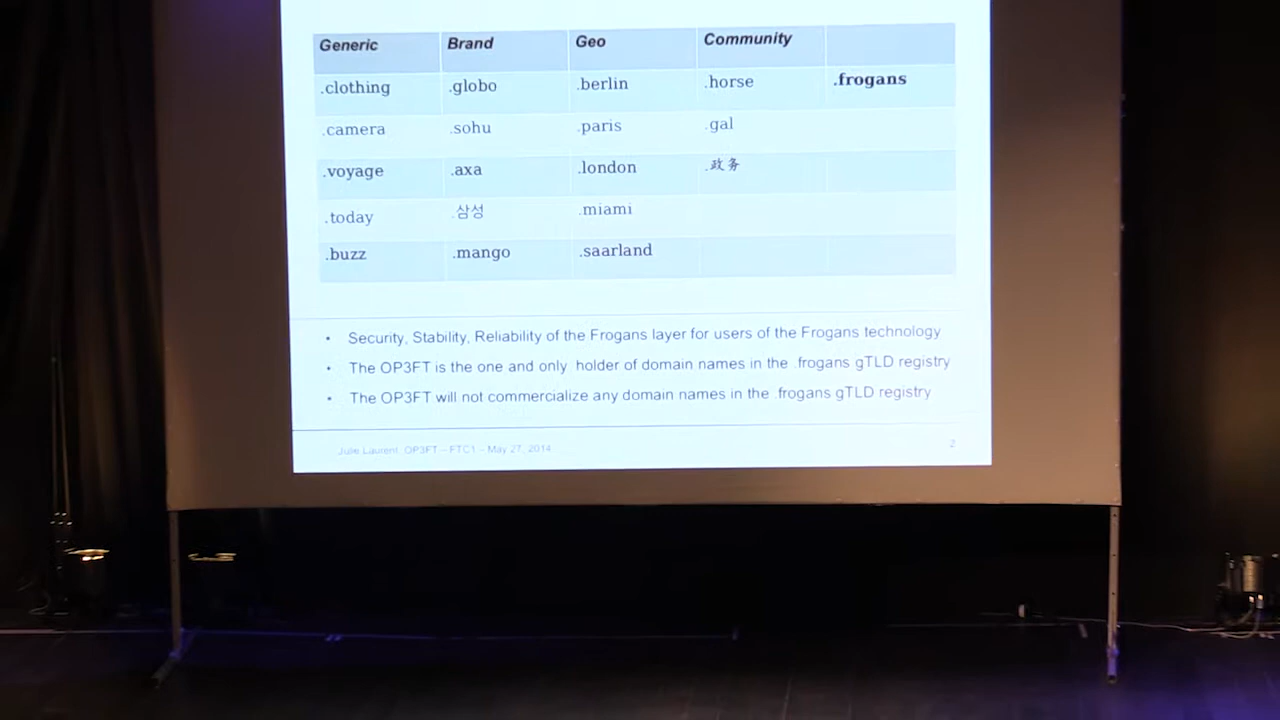 Generic Brand Geo Community
.clothing .globo .berlin .horse .frogans
.camera .sohu .paris .gal
.voyage .axa .london .政务
.today .삼성 .miami
.buzz .mango .saarland
• Security, Stability, Reliability of the Frogans layer for users of the Frogans technology
• The OP3FT is the one and only holder of domain names in the .frogans gTLD registry
• The OP3FT will not commercialize any domain names in the .frogans gTLD registry
Julie Laurent, OP3FT – FTC1 – May 27, 2014 2